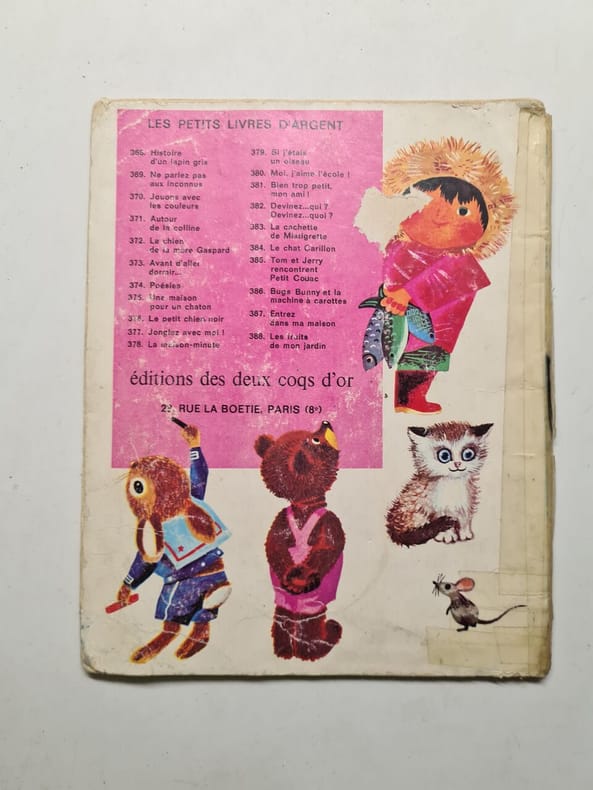 LES PETITS LIVRES D'ARGENT
365. Histoire
d'un lapin gris
369. Ne parlez pas
aux inconnus
370. Jouons avec
les couleurs
371. Autour
de la colline
372. Le chien
de la mère Gaspard
373. Avant d'aller
dormir...
374. Poésies
375. Une maison
pour un chaton
376. Le petit chien noir
377. Jonglez avec moi !
378. La maison-minute
379. Si j'étais
un oiseau
380. Moi, j'aime l'école !
381. Bien trop petit,
mon ami !
382. Devinez...qui ?
Devinez...quoi ?
383. La cachette
de Mistigrette
384. Le chat Carillon
385. Tom et Jerry
rencontrent
Petit Couac
386. Bugs Bunny et la
machine à carottes
387. Entrez
dans ma maison
388. Les fruits
de mon jardin
éditions des deux coqs d'or
RUE LA BOETIE, PARIS (8e)